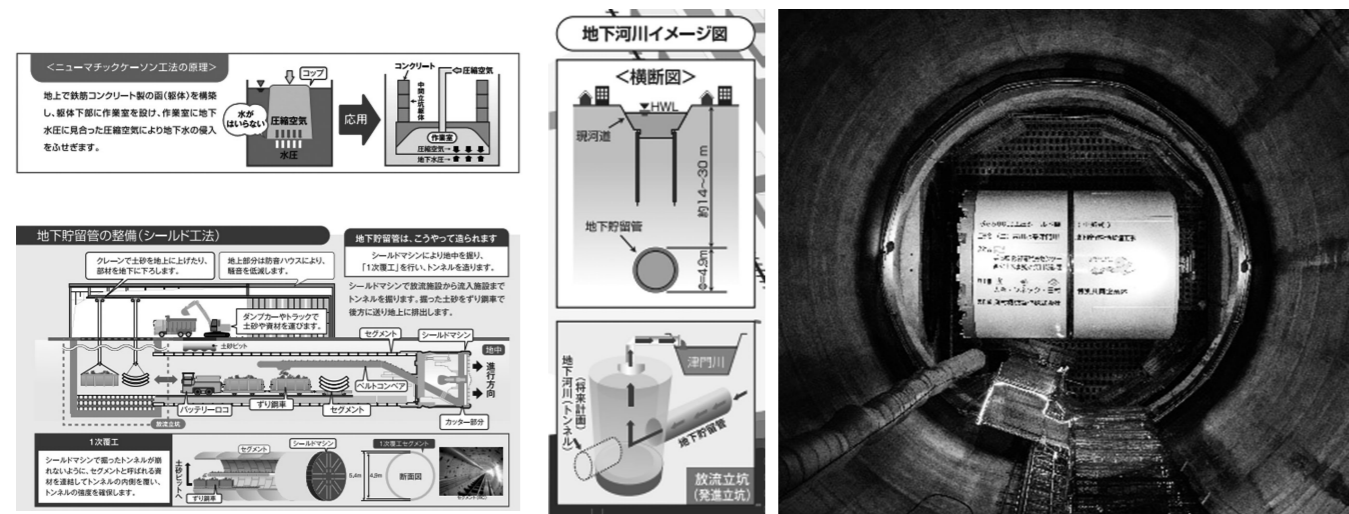 ＜ニューマチックケーソン工法の原理＞
地上で鉄筋コンクリート製の函（躯体）を構築
し、躯体下部に作業室を設け、作業室に地下
水圧に見合った圧縮空気により地下水の侵入
をふせぎます。
コップ
水が
はいらない
圧縮空気
水圧
応用
コンクリート
圧縮空気
中間立坑躯体
作業室
圧縮空気→
地下水圧→
地下貯留管の整備（シールド工法）
クレーンで土砂を地上に上げたり、
部材を地下に下ろします。
地上部分は防音ハウスにより、
騒音を低減します。
ダンプカーやトラックで
土砂や資材を運びます。
土砂ピット
セグメント
シールドマシン
地中
進行方向
ベルトコンベア
バッテリーロコ
ずり鋼車
セグメント
カッター部分
放流立坑
地下貯留管は、こうやって造られます
シールドマシンにより地中を掘り、
「1次覆工」を行い、トンネルを造ります。
シールドマシンで放流施設から流入施設まで
トンネルを掘ります。掘った土砂をずり鋼車で
後方に送り地上に排出します。
1次覆工
シールドマシンで掘ったトンネルが崩
れないように、セグメントと呼ばれる資
材を連結してトンネルの内側を覆い、
トンネルの強度を確保します。
土砂ピットへ
セグメント
ずり鋼車
シールドマシン
1次覆工セグメント
5.4m
4.9m
断面図
地下河川イメージ図
＜横断図＞
HWL
現河道
約14〜30m
地下貯留管
Φ=4.9m
津門川
地下河川（トンネル）
（将来計画）
地下貯留管
放流立坑
（発進立坑）